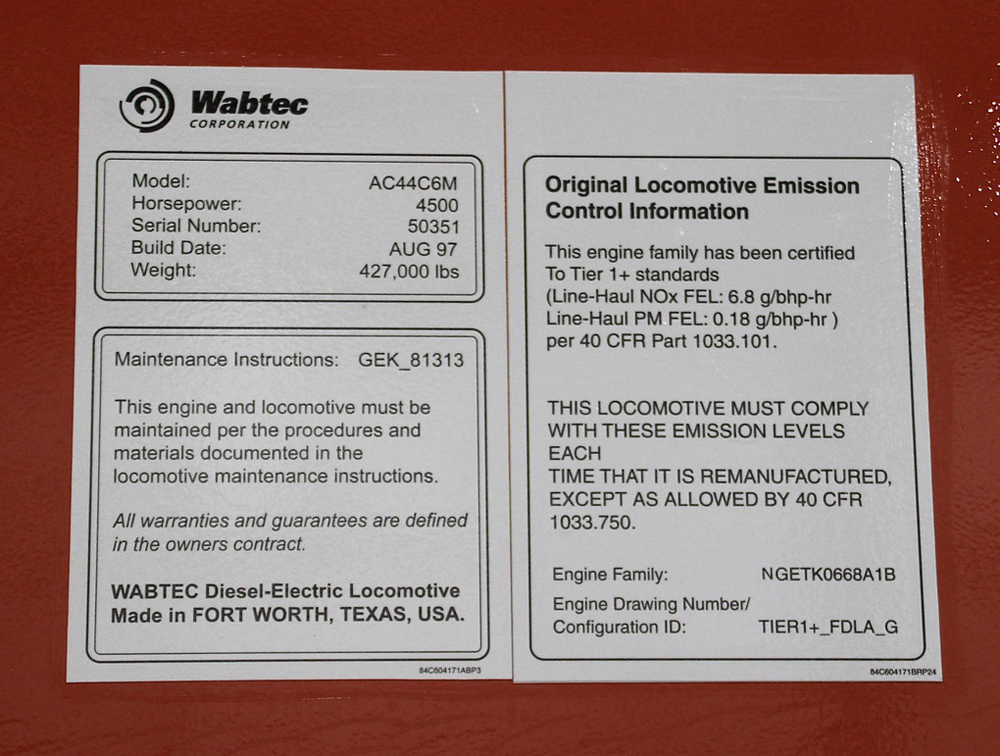 Wabtec
CORPORATION
Model: AC44C6M
Horsepower: 4500
Serial Number: 50351
Build Date: AUG 97
Weight: 427,000 lbs
Maintenance Instructions: GEK_81313
This engine and locomotive must be
maintained per the procedures and
materials documented in the
locomotive maintenance instructions.
All warranties and guarantees are defined
in the owners contract.
WABTEC Diesel-Electric Locomotive
Made in FORT WORTH, TEXAS, USA.
84C604171ABP3
Original Locomotive Emission
Control Information
This engine family has been certified
To Tier 1+ standards
(Line-Haul NOx FEL: 6.8 g/bhp-hr
Line-Haul PM FEL: 0.18 g/bhp-hr )
per 40 CFR Part 1033.101.
THIS LOCOMOTIVE MUST COMPLY
WITH THESE EMISSION LEVELS
EACH
TIME THAT IT IS REMANUFACTURED,
EXCEPT AS ALLOWED BY 40 CFR
1033.750.
Engine Family: NGETK0668A1B
Engine Drawing Number/
Configuration ID: TIER1+_FDLA_G
84C604171BRP24